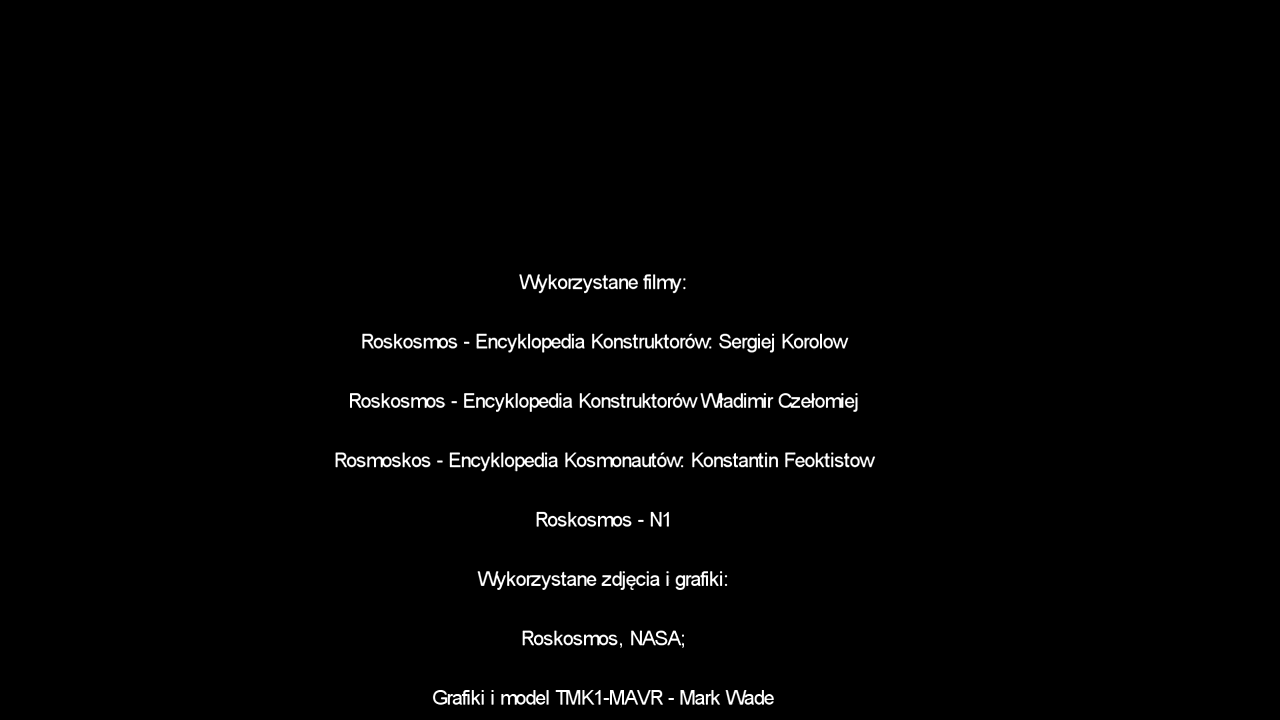 Wykorzystane filmy:
Roskosmos - Encyklopedia Konstruktorów: Sergiej Korolow
Roskosmos - Encyklopedia Konstruktorów Władimir Czełomiej
Rosmoskos - Encyklopedia Kosmonautów: Konstantin Feoktistow
Roskosmos - N1
Wykorzystane zdjęcia i grafiki:
Roskosmos, NASA;
Grafiki i model TMK1-MAVR - Mark Wade